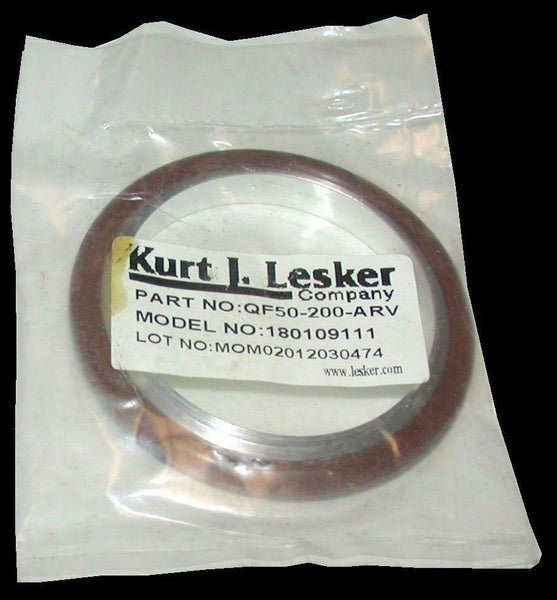 Kurt J. Lesker
Company
PART NO:QF50-200-ARV
MODEL NO:180109111
LOT NO:MOM02012030474
www.lesker.com